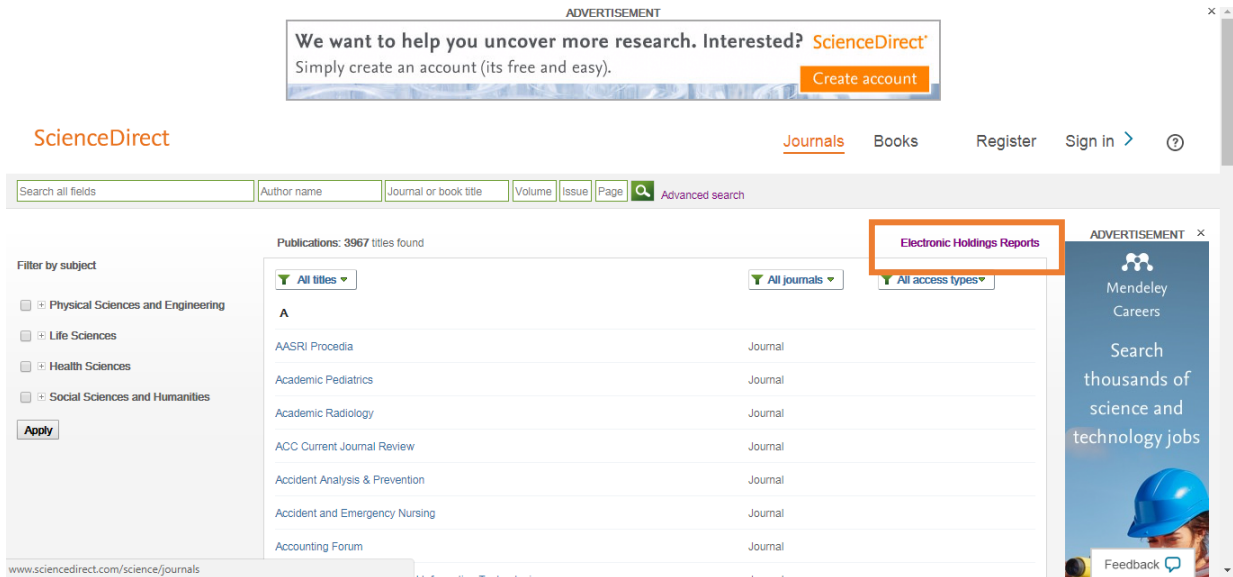 ADVERTISEMENT
We want to help you uncover more research. Interested? ScienceDirect
Simply create an account (its free and easy).
Create account
ScienceDirect
Journals Books Register Sign in
Search all fields Author name Journal or book title Volume Issue Page Advanced search
Publications: 3967 titles found
Electronic Holdings Reports
Filter by subject
Physical Sciences and Engineering
Life Sciences
Health Sciences
Social Sciences and Humanities
Apply
All titles All journals All access types
A
AASRI Procedia Journal
Academic Pediatrics Journal
Academic Radiology Journal
ACC Current Journal Review Journal
Accident Analysis & Prevention Journal
Accident and Emergency Nursing Journal
Accounting Forum Journal
ADVERTISEMENT
Mendeley
Careers
Search
thousands of
science and
technology jobs
Feedback
www.sciencedirect.com/science/journals